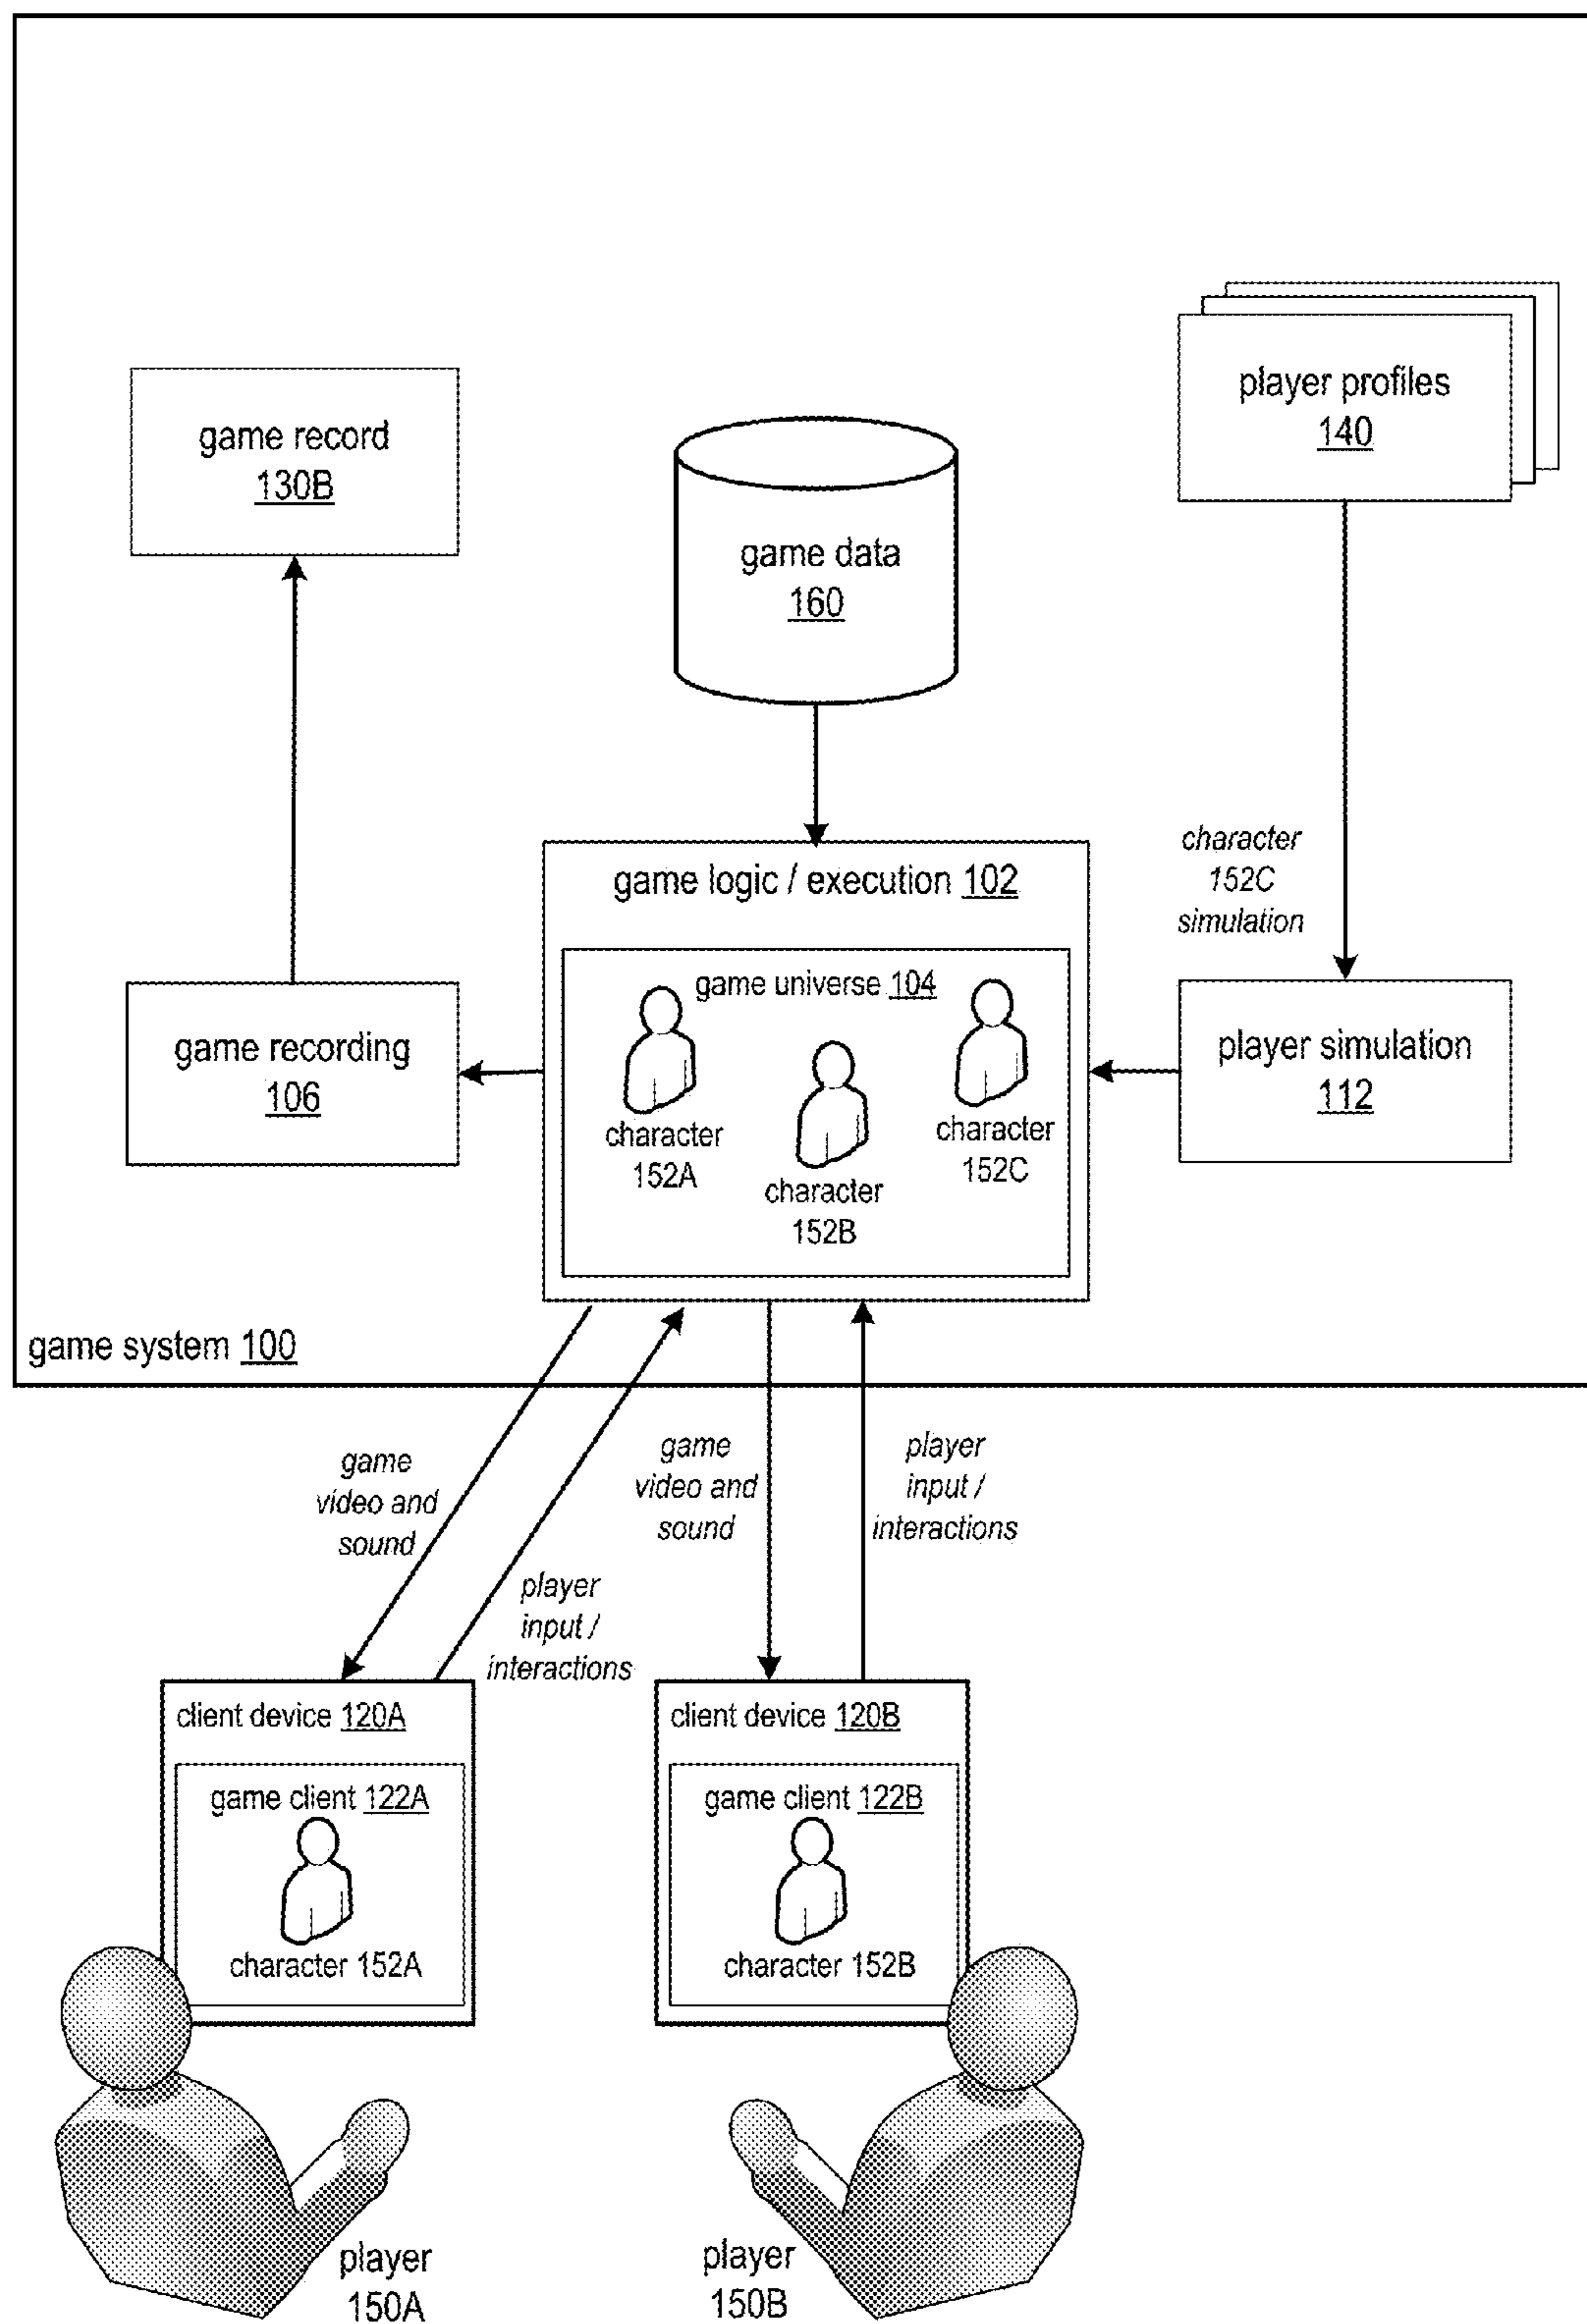 player profiles
140
game record
130B
game data
160
character
152C
simulation
game logic / execution 102
game universe 104
character
152A
character
152B
character
152C
game recording
106
player simulation
112
game system 100
game
video and
sound
player
input /
interactions
game
video and
sound
player
input /
interactions
client device 120A
game client 122A
character 152A
client device 120B
game client 122B
character 152B
player
150A
player
150B